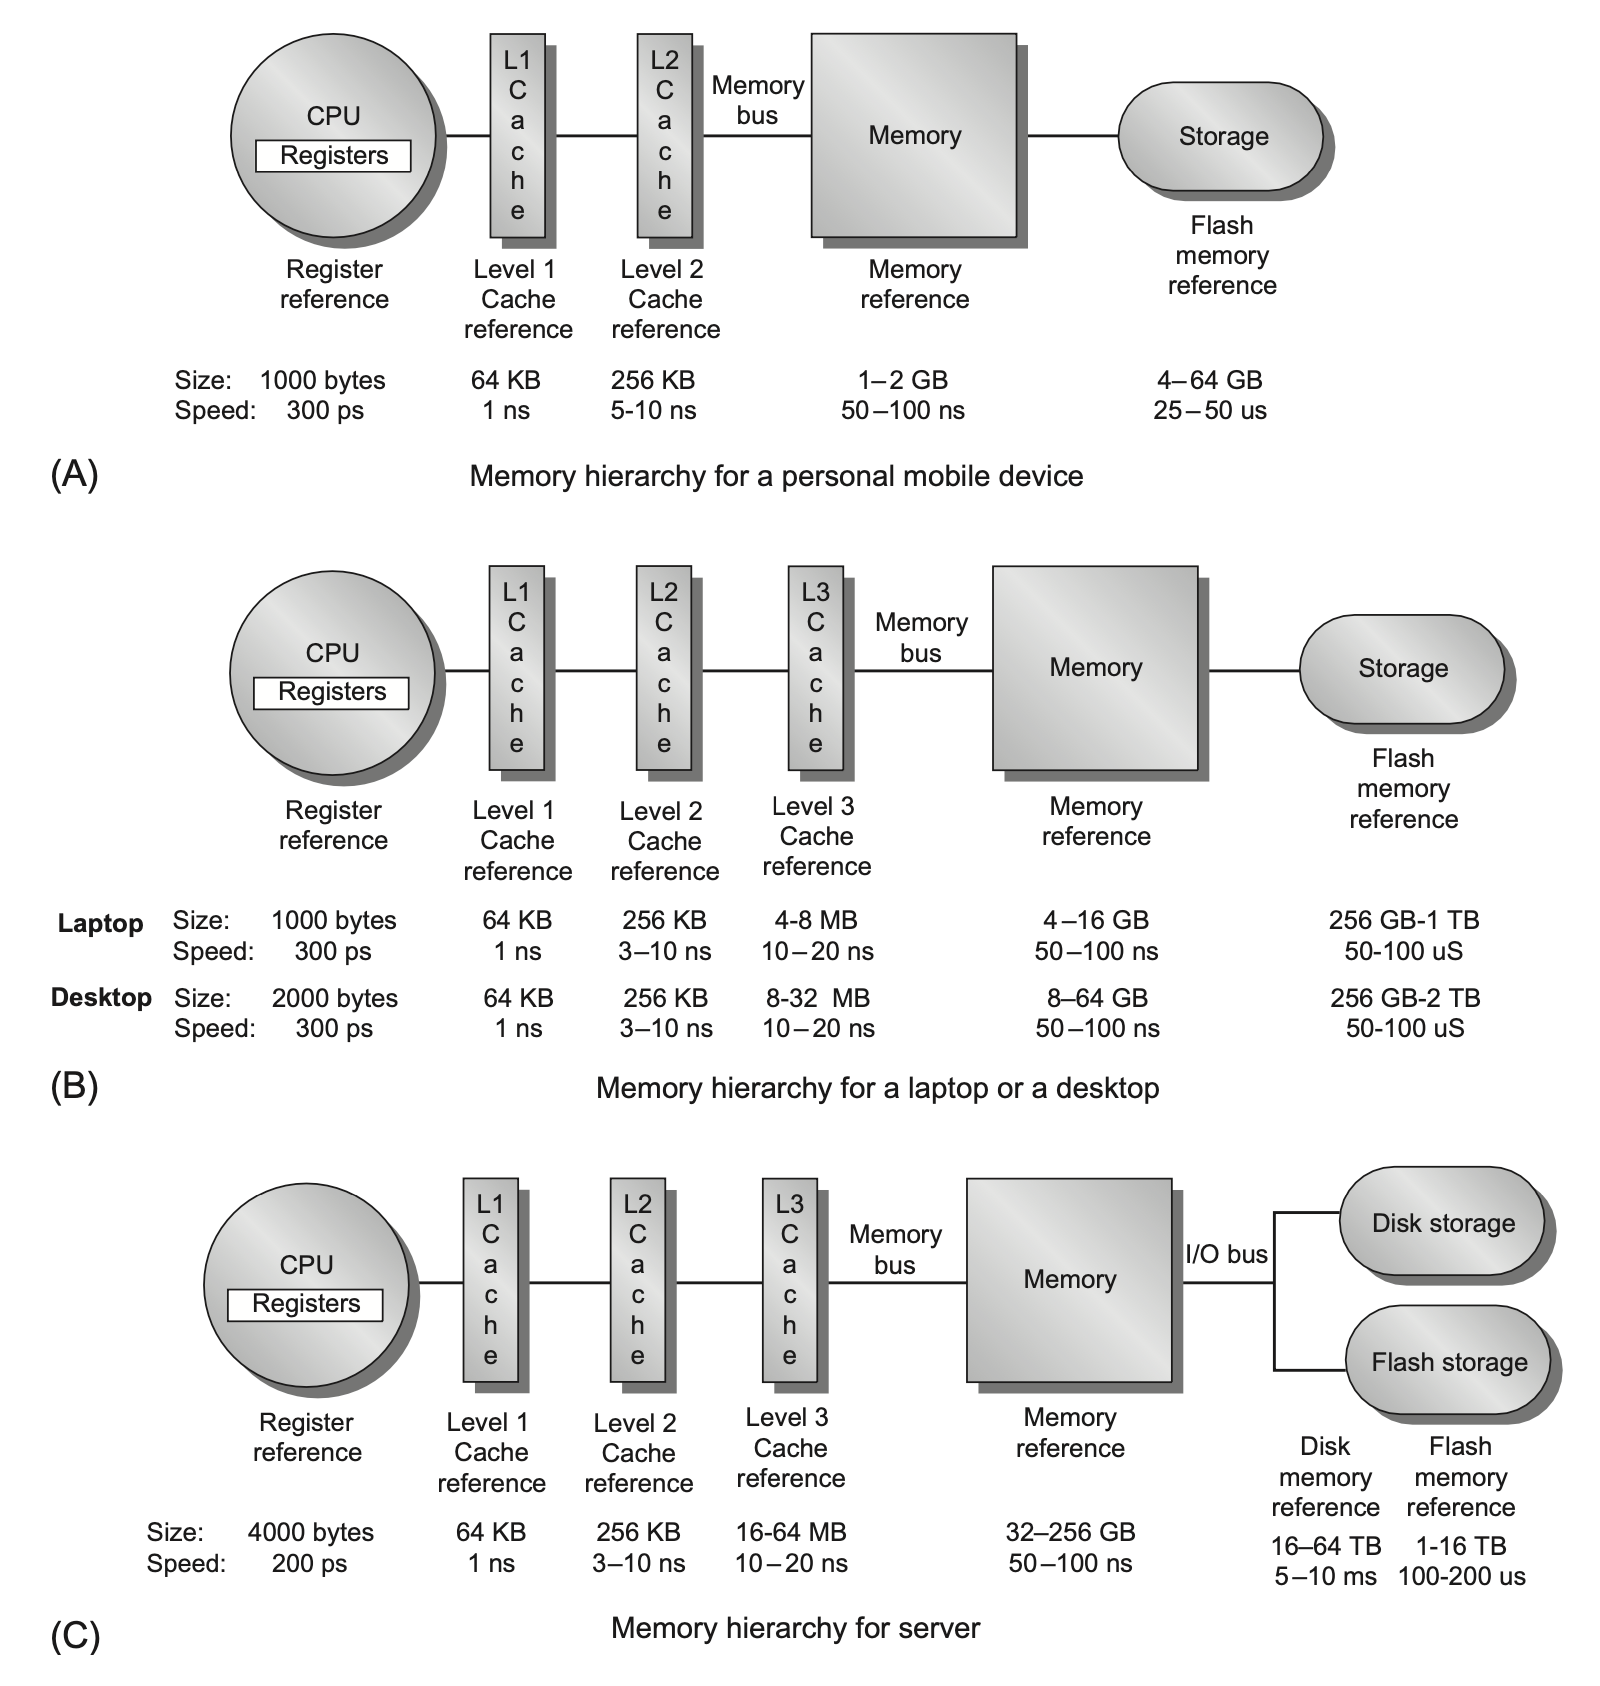 CPU
Registers
L1
C
a
c
h
e
L2
C
a
c
h
e
Memory
bus
Memory
Storage
Register
reference
Level 1
Cache
reference
Level 2
Cache
reference
Memory
reference
Flash
memory
reference
Size: 1000 bytes 64 KB 256 KB 1–2 GB 4–64 GB
Speed: 300 ps 1 ns 5-10 ns 50–100 ns 25–50 us
(A) Memory hierarchy for a personal mobile device
CPU
Registers
L1
C
a
c
h
e
L2
C
a
c
h
e
L3
C
a
c
h
e
Memory
bus
Memory
Storage
Register
reference
Level 1
Cache
reference
Level 2
Cache
reference
Level 3
Cache
reference
Memory
reference
Flash
memory
reference
Laptop Size: 1000 bytes 64 KB 256 KB 4-8 MB 4–16 GB 256 GB-1 TB
Speed: 300 ps 1 ns 3–10 ns 10–20 ns 50–100 ns 50-100 uS
Desktop Size: 2000 bytes 64 KB 256 KB 8-32 MB 8–64 GB 256 GB-2 TB
Speed: 300 ps 1 ns 3–10 ns 10–20 ns 50–100 ns 50-100 uS
(B) Memory hierarchy for a laptop or a desktop
CPU
Registers
L1
C
a
c
h
e
L2
C
a
c
h
e
L3
C
a
c
h
e
Memory
bus
Memory
I/O bus
Disk storage
Flash storage
Register
reference
Level 1
Cache
reference
Level 2
Cache
reference
Level 3
Cache
reference
Memory
reference
Disk
memory
reference
Flash
memory
reference
Size: 4000 bytes 64 KB 256 KB 16-64 MB 32–256 GB 16–64 TB 1-16 TB
Speed: 200 ps 1 ns 3–10 ns 10–20 ns 50–100 ns 5–10 ms 100-200 us
(C) Memory hierarchy for server